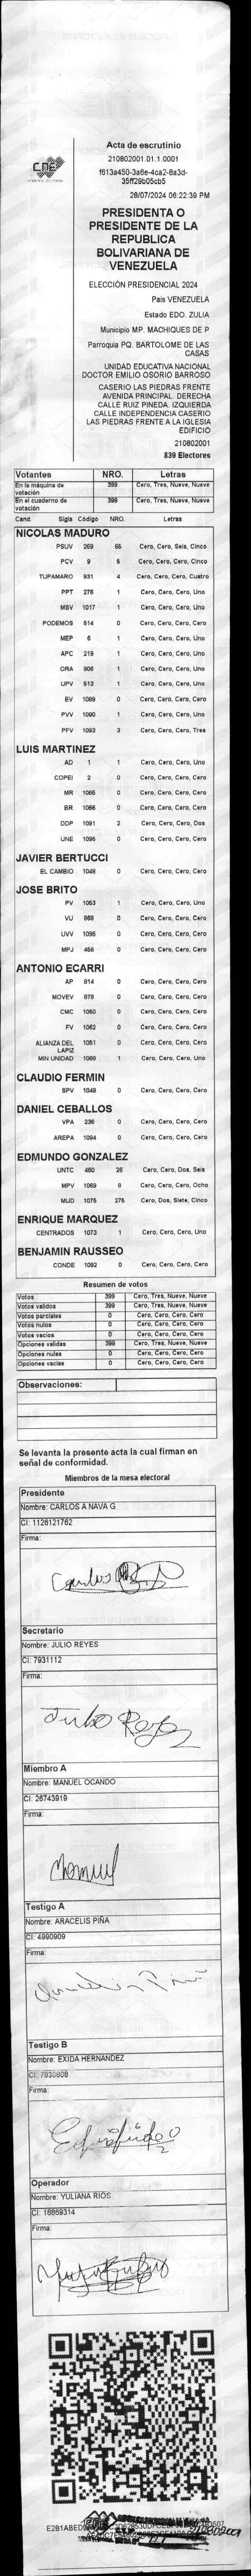 Acta de escrutinio
210802001.01.1.0001
f613a450-3a6e-4ca2-8a3d-
35ff29b05cb5
28/07/2024 06:22:39 PM
CNE
PRESIDENTA O
PRESIDENTE DE LA
REPUBLICA
BOLIVARIANA DE
VENEZUELA
ELECCIÓN PRESIDENCIAL 2024
Pais VENEZUELA
Estado EDO. ZULIA
Municipio MP. MACHIQUES DE P
Parroquia PQ. BARTOLOME DE LAS
CASAS
UNIDAD EDUCATIVA NACIONAL
DOCTOR EMILIO OSORIO BARROSO
CASERIO LAS PIEDRAS FRENTE
AVENIDA PRINCIPAL. DERECHA
CALLE RUIZ PINEDA. IZQUIERDA
CALLE INDEPENDENCIA CASERIO
LAS PIEDRAS FRENTE A LA IGLESIA
EDIFICIO
210802001
839 Electores
Votantes NRO. Letras
En la máquina de votación 399 Cero, Tres, Nueve, Nueve
En el cuaderno de votación 399 Cero, Tres, Nueve, Nueve
Cand. Sigla Código NRO. Letras
NICOLAS MADURO
PSUV 269 65 Cero, Cero, Seis, Cinco
PCV 9 5 Cero, Cero, Cero, Cinco
TUPAMARO 931 4 Cero, Cero, Cero, Cuatro
PPT 276 1 Cero, Cero, Cero, Uno
MSV 1017 1 Cero, Cero, Cero, Uno
PODEMOS 514 0 Cero, Cero, Cero, Cero
MEP 6 1 Cero, Cero, Cero, Uno
APC 219 1 Cero, Cero, Cero, Uno
ORA 906 1 Cero, Cero, Cero, Uno
UPV 613 1 Cero, Cero, Cero, Uno
EV 1089 0 Cero, Cero, Cero, Cero
PVV 1090 1 Cero, Cero, Cero, Uno
PFV 1093 3 Cero, Cero, Cero, Tres
LUIS MARTINEZ
AD 1 1 Cero, Cero, Cero, Uno
COPEI 2 0 Cero, Cero, Cero, Cero
MR 1065 0 Cero, Cero, Cero, Cero
BR 1066 0 Cero, Cero, Cero, Cero
DDP 1091 2 Cero, Cero, Cero, Dos
UNE 1095 0 Cero, Cero, Cero, Cero
JAVIER BERTUCCI
EL CAMBIO 1048 0 Cero, Cero, Cero, Cero
JOSE BRITO
PV 1053 1 Cero, Cero, Cero, Uno
VU 868 0 Cero, Cero, Cero, Cero
UVV 1096 0 Cero, Cero, Cero, Cero
MPJ 458 0 Cero, Cero, Cero, Cero
ANTONIO ECARRI
AP 814 0 Cero, Cero, Cero, Cero
MOVEV 878 0 Cero, Cero, Cero, Cero
CMC 1050 0 Cero, Cero, Cero, Cero
FV 1062 0 Cero, Cero, Cero, Cero
ALIANZA DEL LAPIZ 1051 0 Cero, Cero, Cero, Cero
MIN UNIDAD 1088 1 Cero, Cero, Cero, Uno
CLAUDIO FERMIN
SPV 1049 0 Cero, Cero, Cero, Cero
DANIEL CEBALLOS
VPA 236 0 Cero, Cero, Cero, Cero
AREPA 1094 0 Cero, Cero, Cero, Cero
EDMUNDO GONZALEZ
UNTC 460 26 Cero, Cero, Dos, Seis
MPV 1069 8 Cero, Cero, Cero, Ocho
MUD 1076 275 Cero, Dos, Siete, Cinco
ENRIQUE MARQUEZ
CENTRADOS 1073 1 Cero, Cero, Cero, Uno
BENJAMIN RAUSSEO
CONDE 1092 0 Cero, Cero, Cero, Cero
Resumen de votos
Votos 399 Cero, Tres, Nueve, Nueve
Votos validos 399 Cero, Tres, Nueve, Nueve
Votos parciales 0 Cero, Cero, Cero, Cero
Votos nulos 0 Cero, Cero, Cero, Cero
Votos vacios 0 Cero, Cero, Cero, Cero
Opciones validas 399 Cero, Tres, Nueve, Nueve
Opciones nulas 0 Cero, Cero, Cero, Cero
Opciones vacias 0 Cero, Cero, Cero, Cero
Observaciones:
Se levanta la presente acta la cual firman en
señal de conformidad.
Miembros de la mesa electoral
Presidente
Nombre: CARLOS A NAVA G
CI: 1126121762
Firma:
Carlos
Secretario
Nombre: JULIO REYES
CI: 7931112
Firma:
Julio Reyes
Miembro A
Nombre: MANUEL OCANDO
CI: 26743919
Firma:
Manuel
Testigo A
Nombre: ARACELIS PIÑA
CI: 4990909
Firma:
Testigo B
Nombre: EXIDA HERNANDEZ
CI: 7930808
Firma:
Operador
Nombre: YULIANA RIOS
CI: 18869314
Firma:
210802001